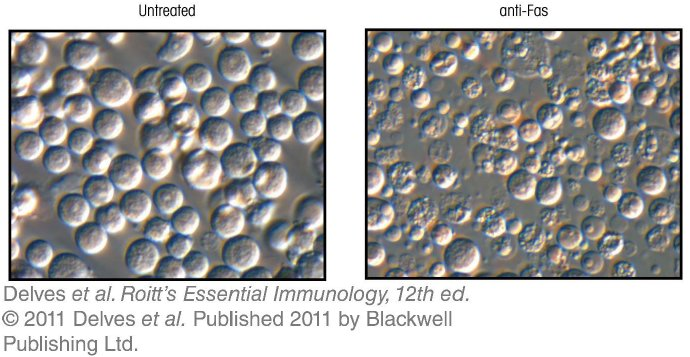 Untreated
anti-Fas
Delves et al. Roitt's Essential Immunology, 12th ed.
© 2011 Delves et al. Published 2011 by Blackwell
Publishing Ltd.